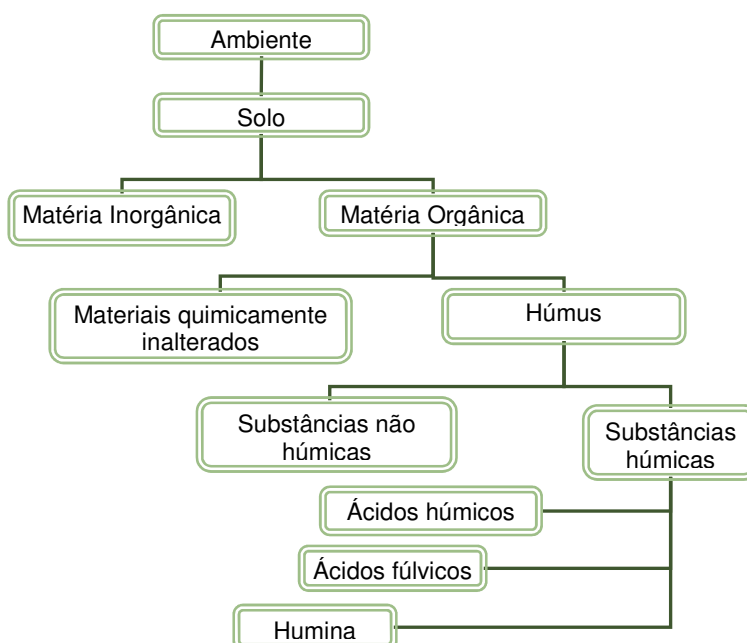 Ambiente
Solo
Matéria Inorgânica
Matéria Orgânica
Materiais quimicamente
inalterados
Húmus
Substâncias não
húmicas
Substâncias
húmicas
Ácidos húmicos
Ácidos fúlvicos
Humina